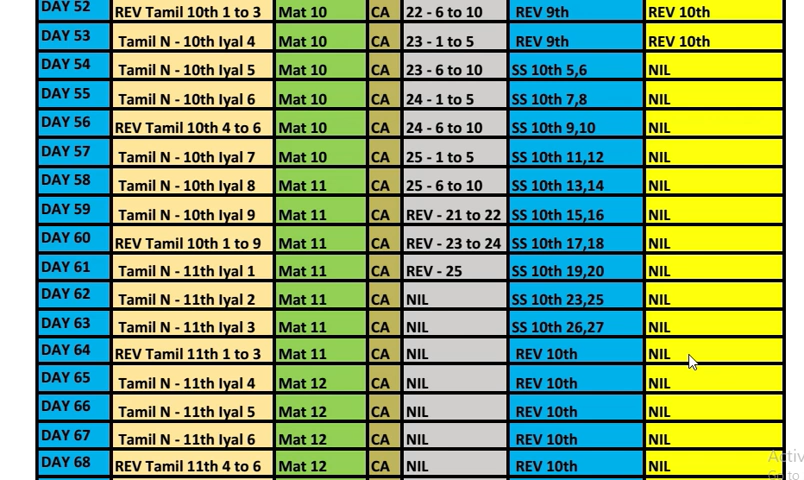 DAY 52 REV Tamil 10th 1 to 3 Mat 10 CA 22 - 6 to 10 REV 9th REV 10th
DAY 53 Tamil N - 10th Iyal 4 Mat 10 CA 23 - 1 to 5 REV 9th REV 10th
DAY 54 Tamil N - 10th Iyal 5 Mat 10 CA 23 - 6 to 10 SS 10th 5,6 NIL
DAY 55 Tamil N - 10th Iyal 6 Mat 10 CA 24 - 1 to 5 SS 10th 7,8 NIL
DAY 56 REV Tamil 10th 4 to 6 Mat 10 CA 24 - 6 to 10 SS 10th 9,10 NIL
DAY 57 Tamil N - 10th Iyal 7 Mat 10 CA 25 - 1 to 5 SS 10th 11,12 NIL
DAY 58 Tamil N - 10th Iyal 8 Mat 11 CA 25 - 6 to 10 SS 10th 13,14 NIL
DAY 59 Tamil N - 10th Iyal 9 Mat 11 CA REV - 21 to 22 SS 10th 15,16 NIL
DAY 60 REV Tamil 10th 1 to 9 Mat 11 CA REV - 23 to 24 SS 10th 17,18 NIL
DAY 61 Tamil N - 11th Iyal 1 Mat 11 CA REV - 25 SS 10th 19,20 NIL
DAY 62 Tamil N - 11th Iyal 2 Mat 11 CA NIL SS 10th 23,25 NIL
DAY 63 Tamil N - 11th Iyal 3 Mat 11 CA NIL SS 10th 26,27 NIL
DAY 64 REV Tamil 11th 1 to 3 Mat 11 CA NIL REV 10th NIL
DAY 65 Tamil N - 11th Iyal 4 Mat 12 CA NIL REV 10th NIL
DAY 66 Tamil N - 11th Iyal 5 Mat 12 CA NIL REV 10th NIL
DAY 67 Tamil N - 11th Iyal 6 Mat 12 CA NIL REV 10th NIL
DAY 68 REV Tamil 11th 4 to 6 Mat 12 CA NIL REV 10th NIL